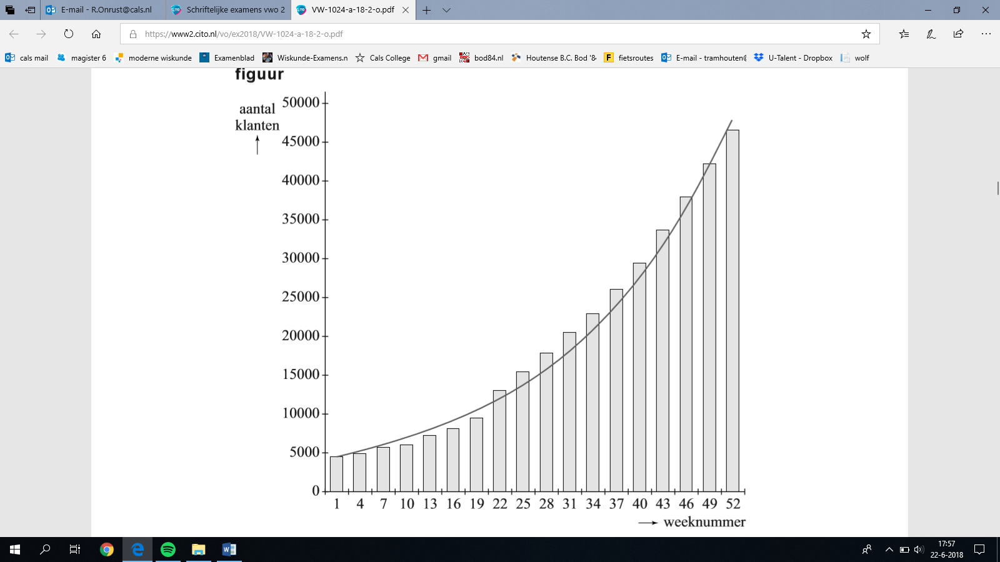 E-mail - R.Onrust@cals.nl
Schriftelijke examens vwo 2
VW-1024-a-18-2-o.pdf
https://www2.cito.nl/vo/ex2018/VW-1024-a-18-2-o.pdf
cals mail magister 6 moderne wiskunde Examenblad Wiskunde-Examens.n Cals College gmail bod84.nl Houtense B.C. Bod '84 fietsroutes E-mail - tramhouten@ U-Talent - Dropbox wolf
figuur
aantal
klanten
50000
45000
40000
35000
30000
25000
20000
15000
10000
5000
0
1 4 7 10 13 16 19 22 25 28 31 34 37 40 43 46 49 52
weeknummer
17:57
22-6-2018